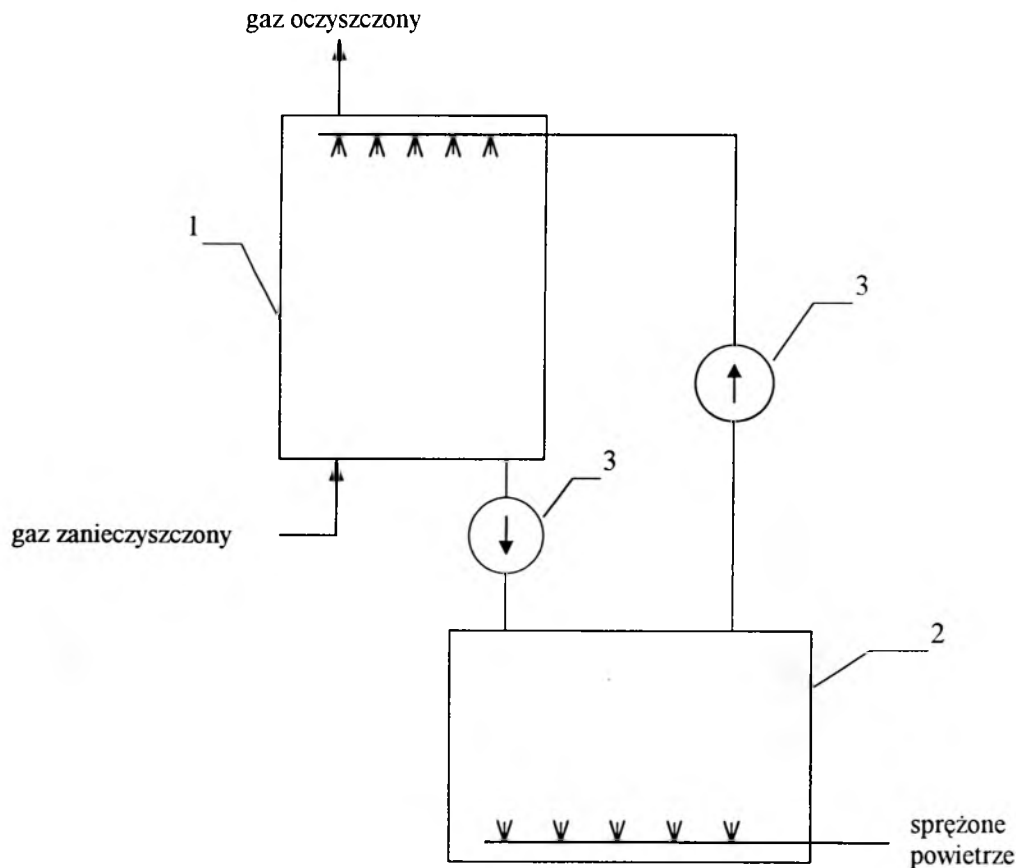 gaz oczyszczony
1
3
3
gaz zanieczyszczony
2
sprężone
powietrze